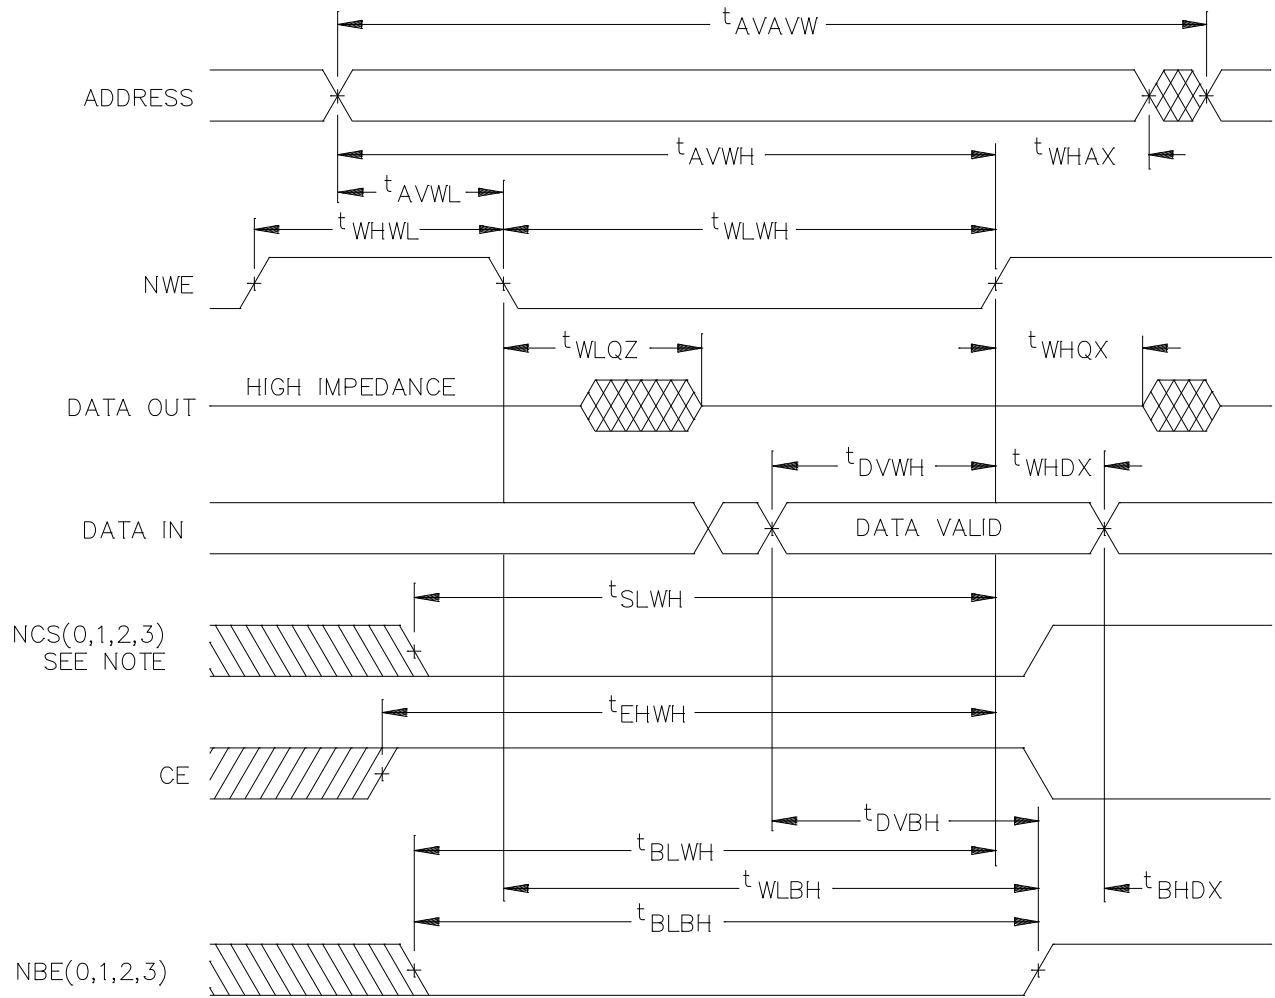 tAVAVW
ADDRESS
tAVWH
tWHAX
tAVWL
tWHWL
tWLWH
NWE
tWLQZ
tWHQX
HIGH IMPEDANCE
DATA OUT
tDVWH
tWHDX
DATA IN
DATA VALID
tSLWH
NCS(0,1,2,3)
SEE NOTE
tEHWH
CE
tDVBH
tBLWH
tWLBH
tBHDX
tBLBH
NBE(0,1,2,3)